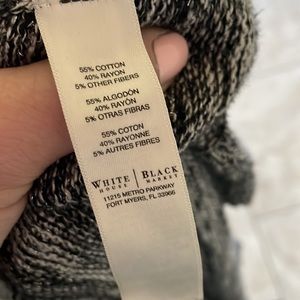 55% COTTON
40% RAYON
5% OTHER FIBERS
55% ALGODÓN
40% RAYÓN
5% OTRAS FIBRAS
55% COTON
40% RAYONNE
5% AUTRES FIBRES
WHITE | BLACK
HOUSE | MARKET
11215 METRO PARKWAY
FORT MYERS, FL 33966